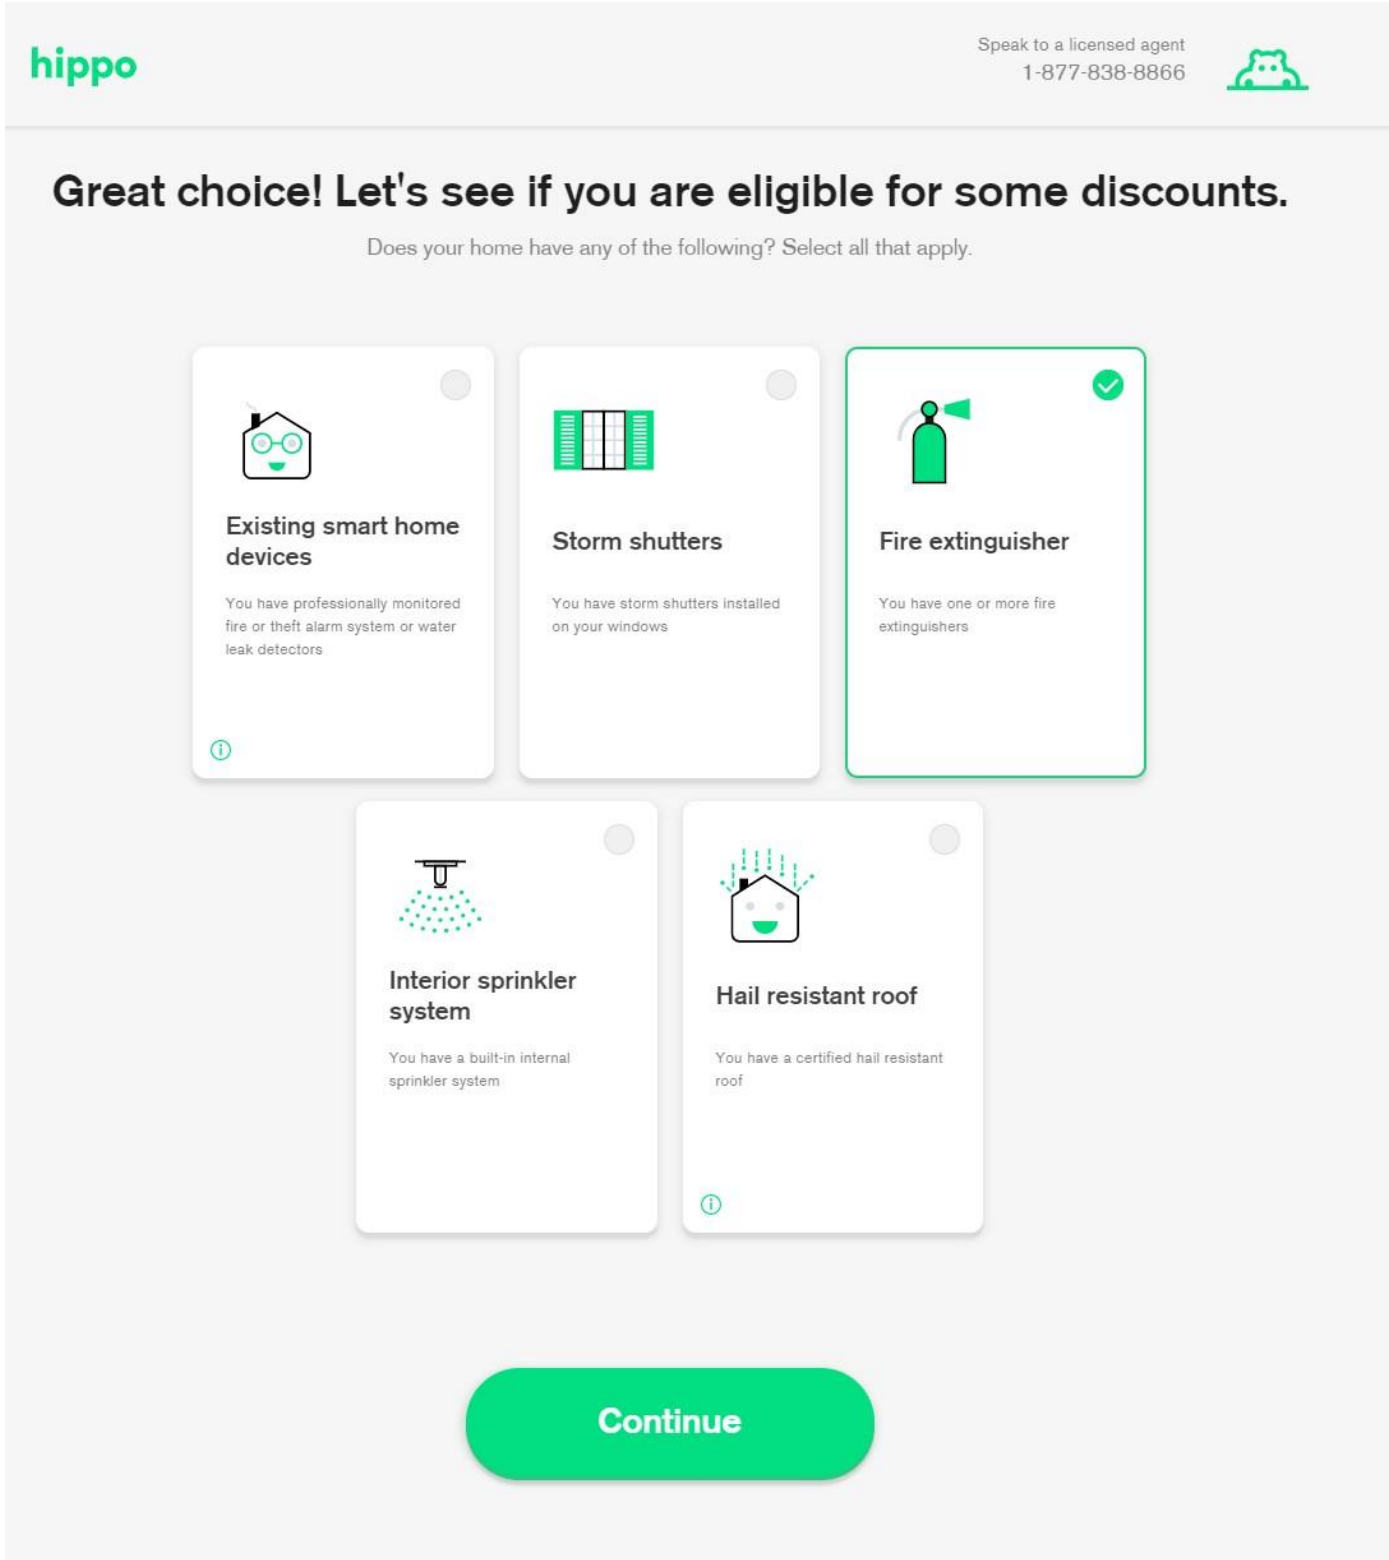 hippo
Speak to a licensed agent
1-877-838-8866
Great choice! Let's see if you are eligible for some discounts.
Does your home have any of the following? Select all that apply.
Existing smart home
devices
You have professionally monitored
fire or theft alarm system or water
leak detectors
Storm shutters
You have storm shutters installed
on your windows
Fire extinguisher
You have one or more fire
extinguishers
Interior sprinkler
system
You have a built-in internal
sprinkler system
Hail resistant roof
You have a certified hail resistant
roof
Continue